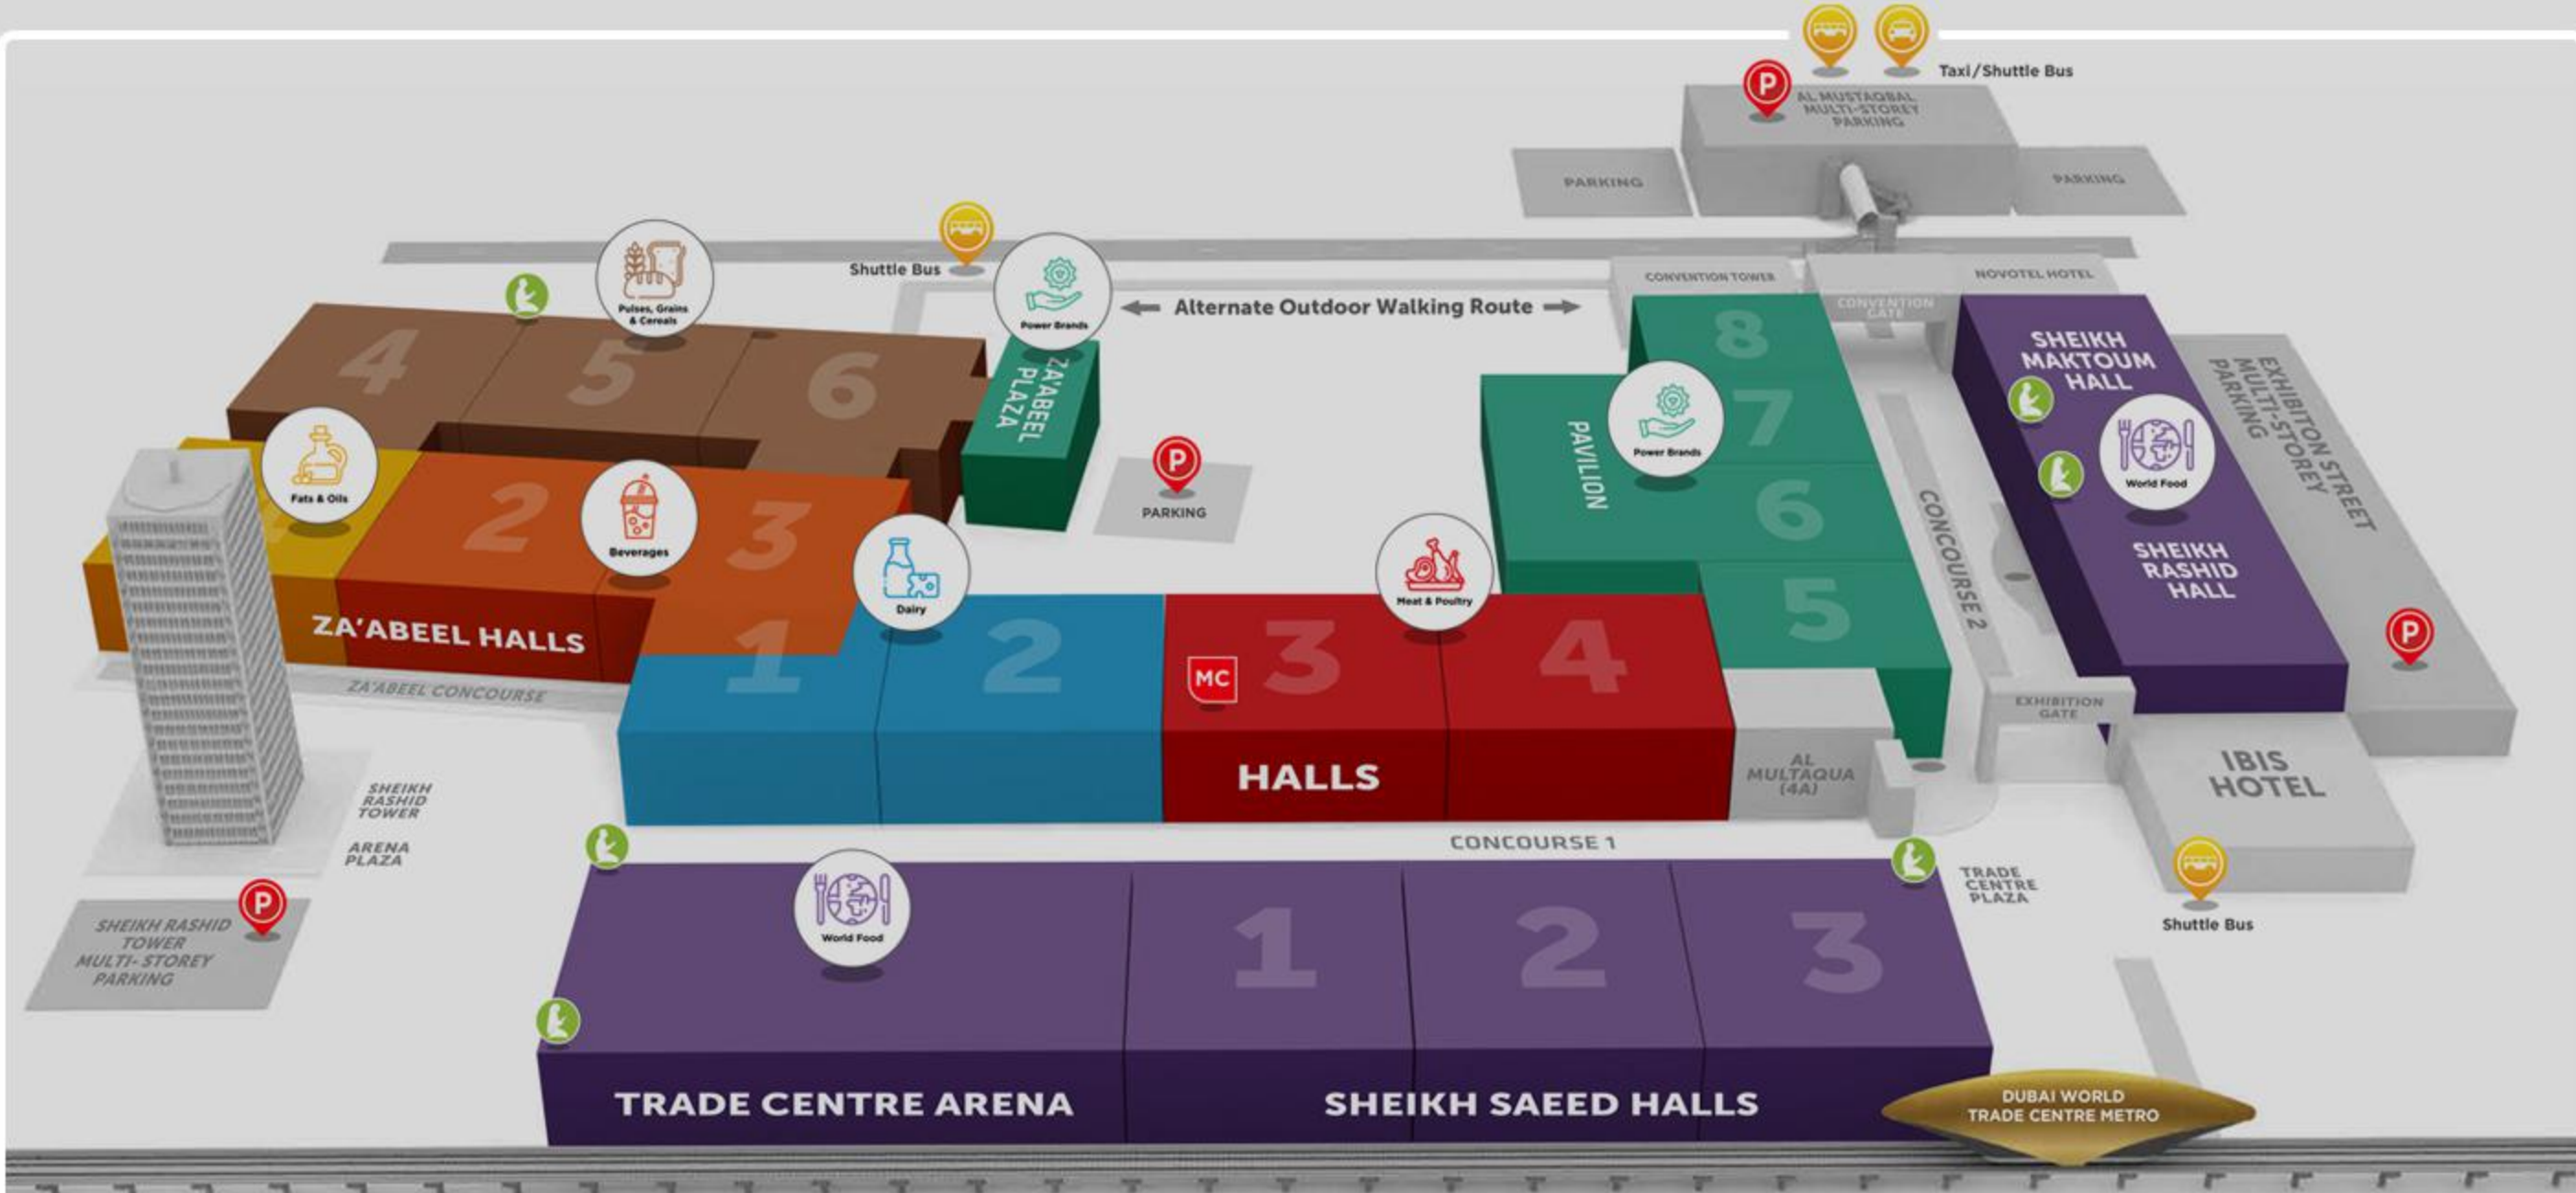 Taxi/Shuttle Bus
P
AL MUSTAQBAL
MULTI-STOREY
PARKING
PARKING
PARKING
Shuttle Bus
Pulses, Grains
& Cereals
Power Brands
Alternate Outdoor Walking Route
CONVENTION TOWER
CONVENTION
GATE
NOVOTEL HOTEL
4
5
6
ZA'ABEEL
PLAZA
8
7
6
5
PAVILION
Power Brands
SHEIKH
MAKTOUM
HALL
World Food
SHEIKH
RASHID
HALL
EXHIBITON STREET
MULTI-STOREY
PARKING
P
CONCOURSE 2
Fats & Oils
2
Beverages
3
ZA'ABEEL HALLS
ZA'ABEEL CONCOURSE
P
PARKING
Dairy
Meat & Poultry
1
2
MC
3
4
HALLS
AL
MULTAQUA
(4A)
EXHIBITION
GATE
IBIS
HOTEL
SHEIKH
RASHID
TOWER
ARENA
PLAZA
CONCOURSE 1
TRADE
CENTRE
PLAZA
Shuttle Bus
P
SHEIKH RASHID
TOWER
MULTI- STOREY
PARKING
World Food
1
2
3
TRADE CENTRE ARENA
SHEIKH SAEED HALLS
DUBAI WORLD
TRADE CENTRE METRO